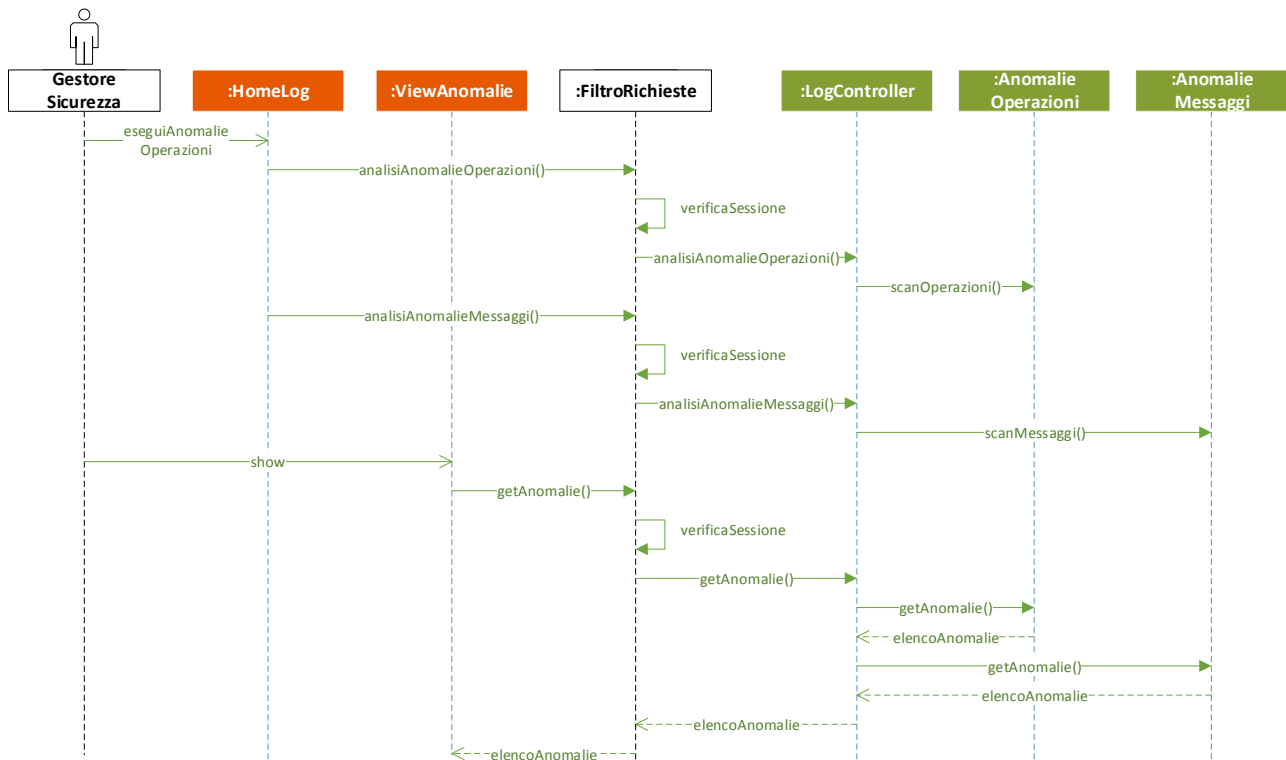 Gestore
Sicurezza
:HomeLog
:ViewAnomalie
:FiltroRichieste
:LogController
:Anomalie
Operazioni
:Anomalie
Messaggi
eseguiAnomalie
Operazioni
analisiAnomalieOperazioni()
verificaSessione
analisiAnomalieOperazioni()
scanOperazioni()
analisiAnomalieMessaggi()
verificaSessione
analisiAnomalieMessaggi()
scanMessaggi()
show
getAnomalie()
verificaSessione
getAnomalie()
getAnomalie()
elencoAnomalie
getAnomalie()
elencoAnomalie
elencoAnomalie
elencoAnomalie